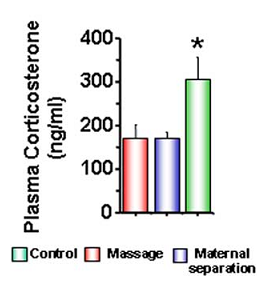 Plasma Corticosterone
(ng/ml)
400
*
300
200
100
0
Control
Massage
Maternal
separation